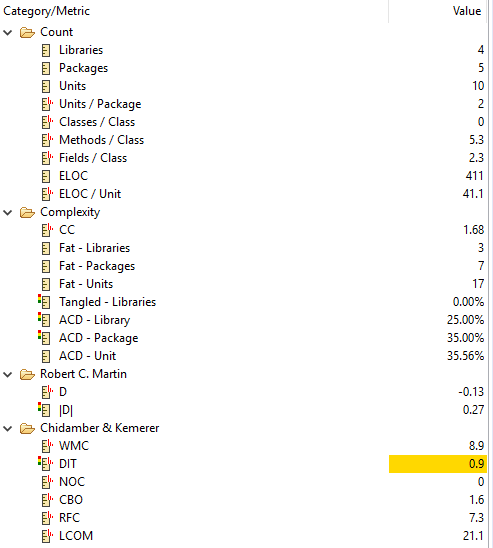 Category/Metric Value
Count
Libraries 4
Packages 5
Units 10
Units / Package 2
Classes / Class 0
Methods / Class 5.3
Fields / Class 2.3
ELOC 411
ELOC / Unit 41.1
Complexity
CC 1.68
Fat - Libraries 3
Fat - Packages 7
Fat - Units 17
Tangled - Libraries 0.00%
ACD - Library 25.00%
ACD - Package 35.00%
ACD - Unit 35.56%
Robert C. Martin
D -0.13
|D| 0.27
Chidamber & Kemerer
WMC 8.9
DIT 0.9
NOC 0
CBO 1.6
RFC 7.3
LCOM 21.1